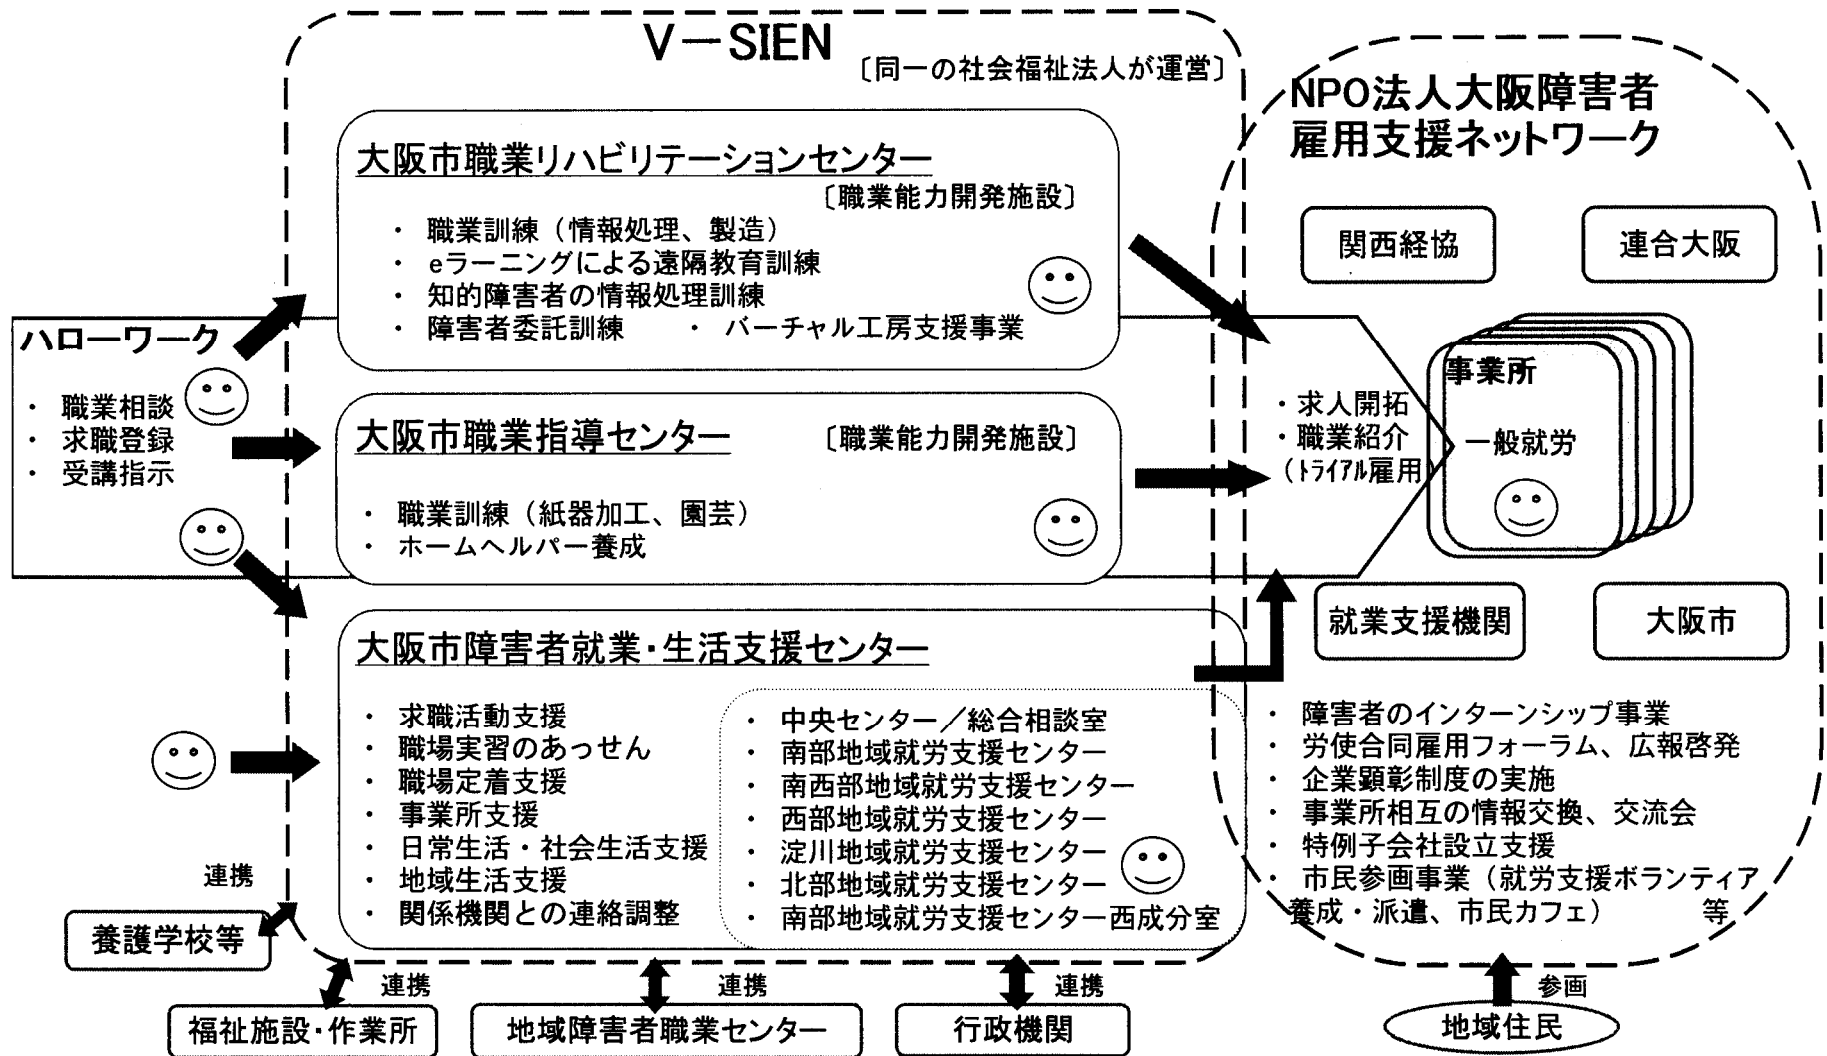 V－SIEN
〔同一の社会福祉法人が運営〕
大阪市職業リハビリテーションセンター
〔職業能力開発施設〕
・ 職業訓練（情報処理、製造）
・ eラーニングによる遠隔教育訓練
・ 知的障害者の情報処理訓練
・ 障害者委託訓練 ・ バーチャル工房支援事業
ハローワーク
・ 職業相談
・ 求職登録
・ 受講指示
大阪市職業指導センター 〔職業能力開発施設〕
・ 職業訓練（紙器加工、園芸）
・ ホームヘルパー養成
大阪市障害者就業・生活支援センター
・ 求職活動支援
・ 職場実習のあっせん
・ 職場定着支援
・ 事業所支援
・ 日常生活・社会生活支援
・ 地域生活支援
・ 関係機関との連絡調整
・ 中央センター／総合相談室
・ 南部地域就労支援センター
・ 南西部地域就労支援センター
・ 西部地域就労支援センター
・ 淀川地域就労支援センター
・ 北部地域就労支援センター
・ 南部地域就労支援センター西成分室
NPO法人大阪障害者
雇用支援ネットワーク
関西経協
連合大阪
・求人開拓
・職業紹介
（ﾄﾗｲｱﾙ雇用）
事業所
一般就労
就業支援機関
大阪市
・ 障害者のインターンシップ事業
・ 労使合同雇用フォーラム、広報啓発
・ 企業顕彰制度の実施
・ 事業所相互の情報交換、交流会
・ 特例子会社設立支援
・ 市民参画事業（就労支援ボランティア
養成・派遣、市民カフェ） 等
連携
養護学校等
連携
福祉施設・作業所
連携
地域障害者職業センター
連携
行政機関
参画
地域住民